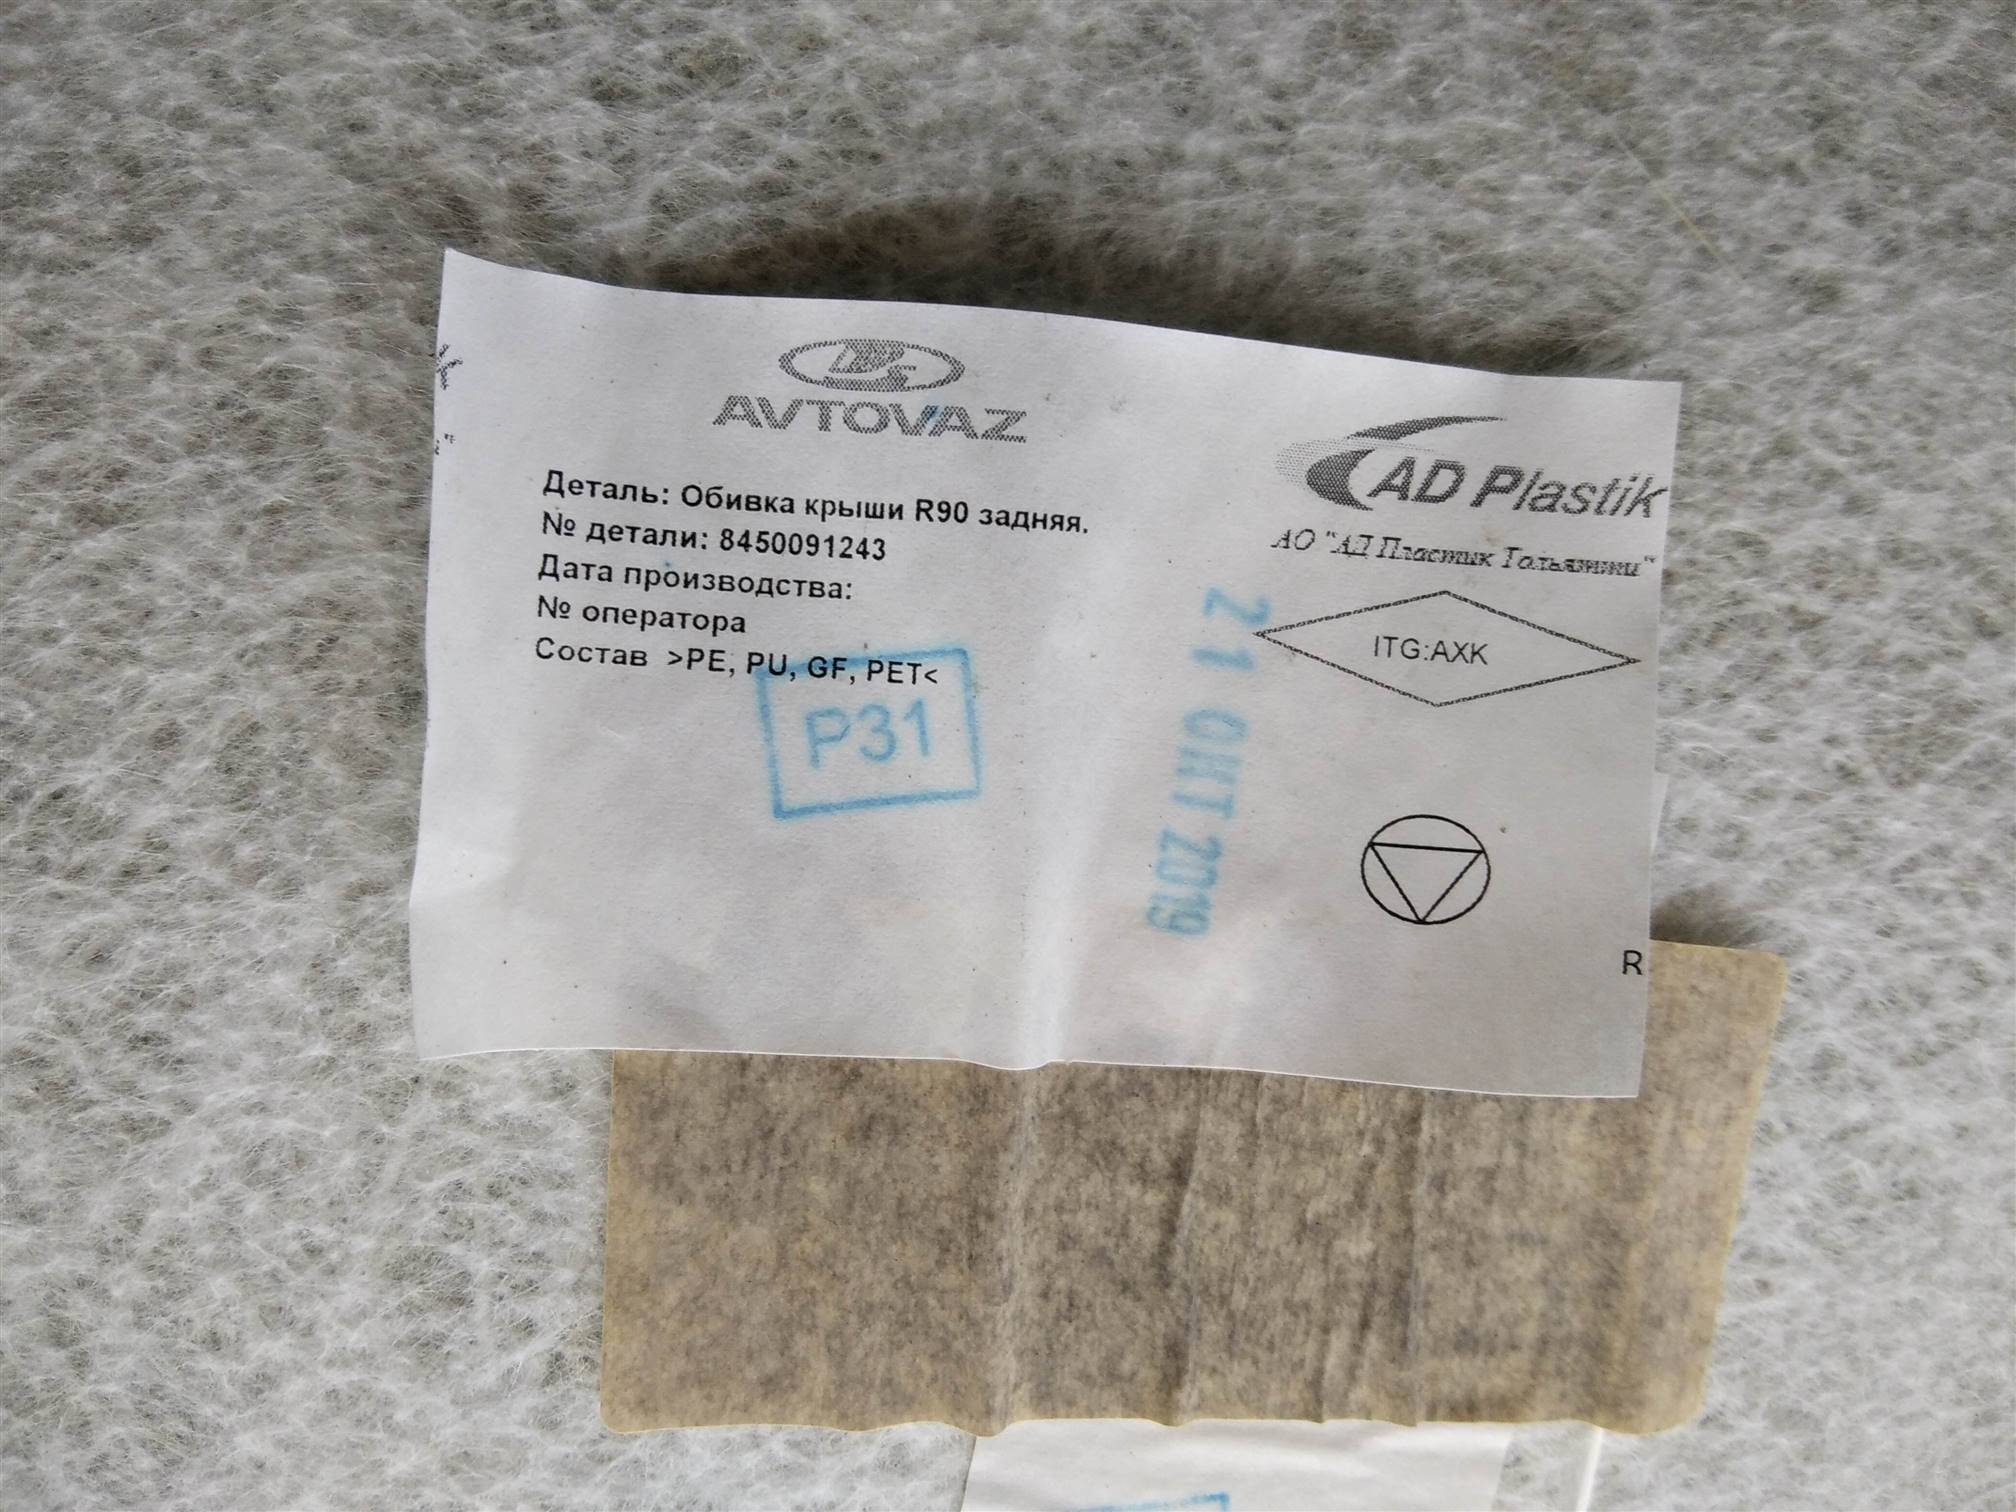 AVTOVAZ
AD Plastik
АО "АД Пластик Тольятти"
Деталь: Обивка крыши R90 задняя.
№ детали: 8450091243
Дата производства:
№ оператора
Состав >PE, PU, GF, PET<
P31
21 ОКТ 2019
ITG:AXK
R